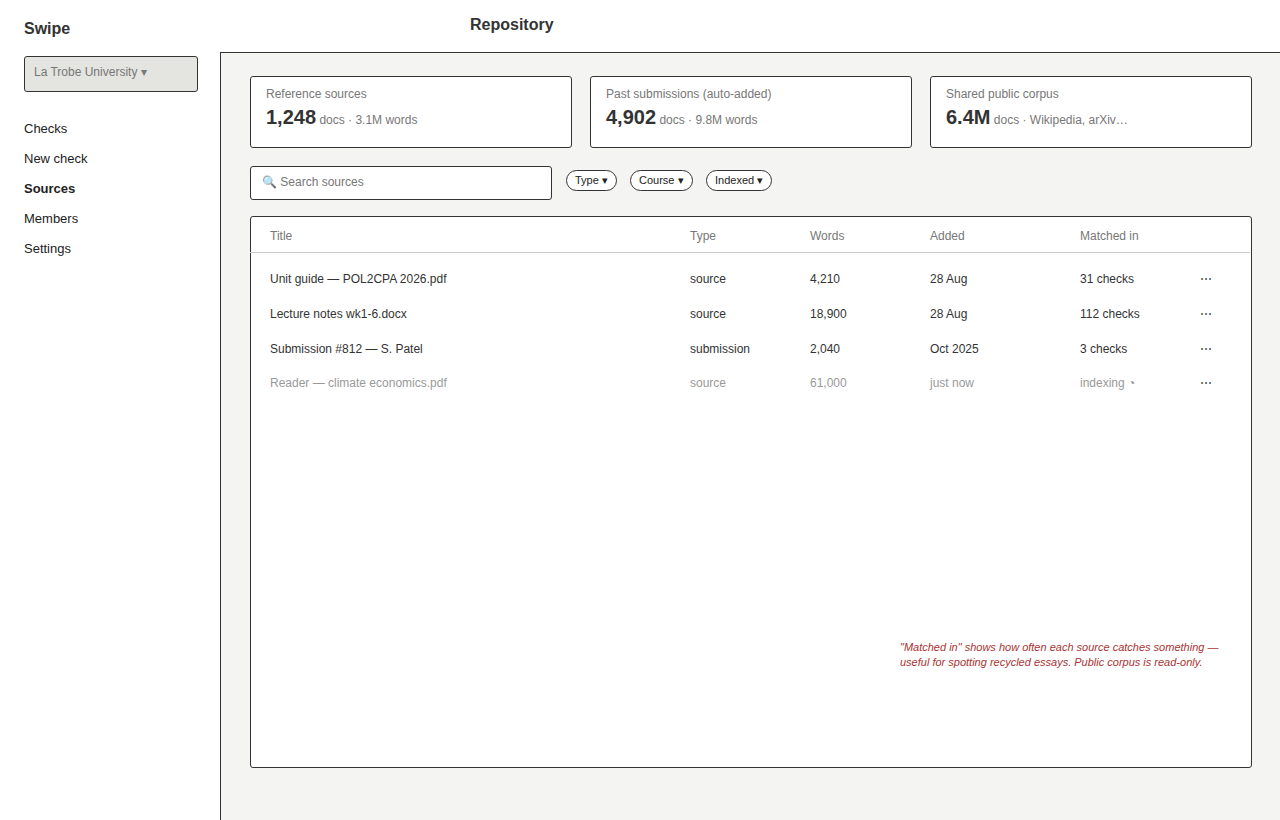 Swipe
Repository
La Trobe University ▾
Checks
New check
Sources
Members
Settings
Reference sources
1,248 docs · 3.1M words
Past submissions (auto-added)
4,902 docs · 9.8M words
Shared public corpus
6.4M docs · Wikipedia, arXiv…
🔍 Search sources
Type ▾ Course ▾ Indexed ▾
Title Type Words Added Matched in
Unit guide — POL2CPA 2026.pdf source 4,210 28 Aug 31 checks ⋯
Lecture notes wk1-6.docx source 18,900 28 Aug 112 checks ⋯
Submission #812 — S. Patel submission 2,040 Oct 2025 3 checks ⋯
Reader — climate economics.pdf source 61,000 just now indexing ⋯
"Matched in" shows how often each source catches something —
useful for spotting recycled essays. Public corpus is read-only.